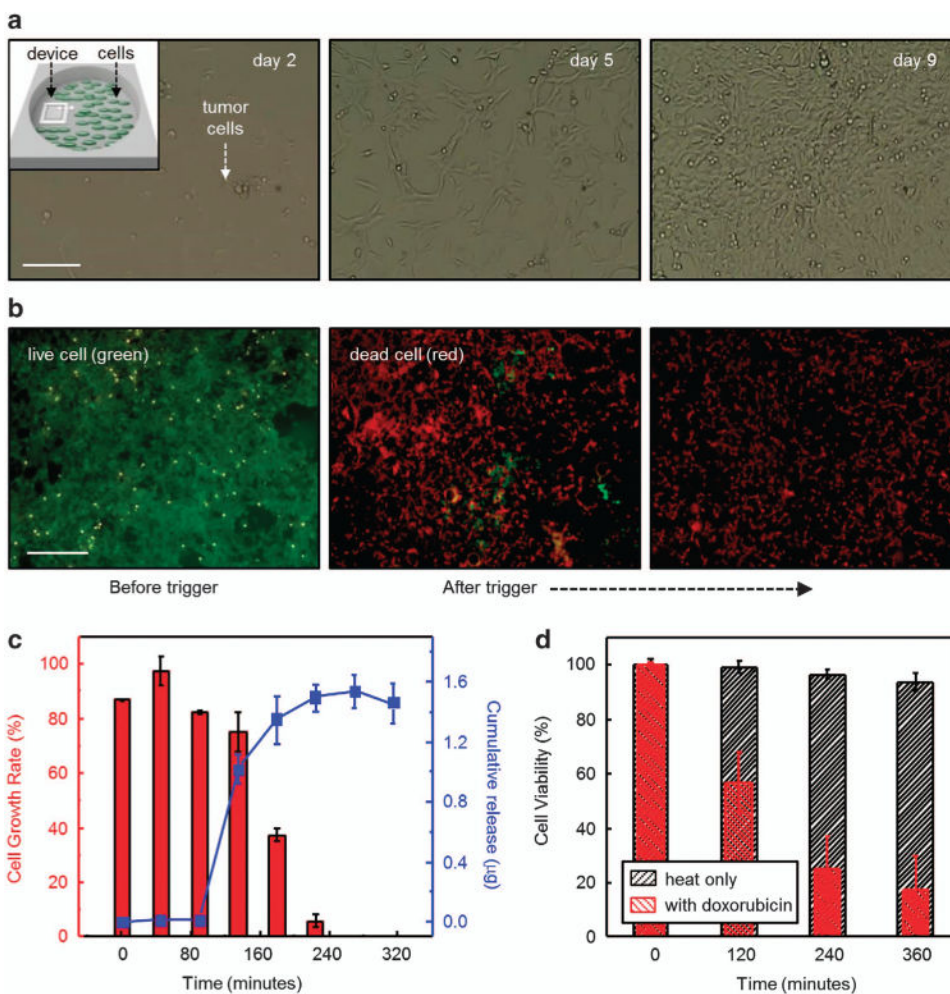 a
device
cells
day 2
day 5
day 9
tumor
cells
b
live cell (green)
dead cell (red)
Before trigger
After trigger
c
d
100
80
60
40
20
0
Cell Growth Rate (%)
1.6
1.2
1.4
0.0
Cumulative release (µg)
0
80
160
240
320
Time (minutes)
100
80
60
40
20
0
Cell Viability (%)
heat only
with doxorubicin
0
120
240
360
Time (minutes)